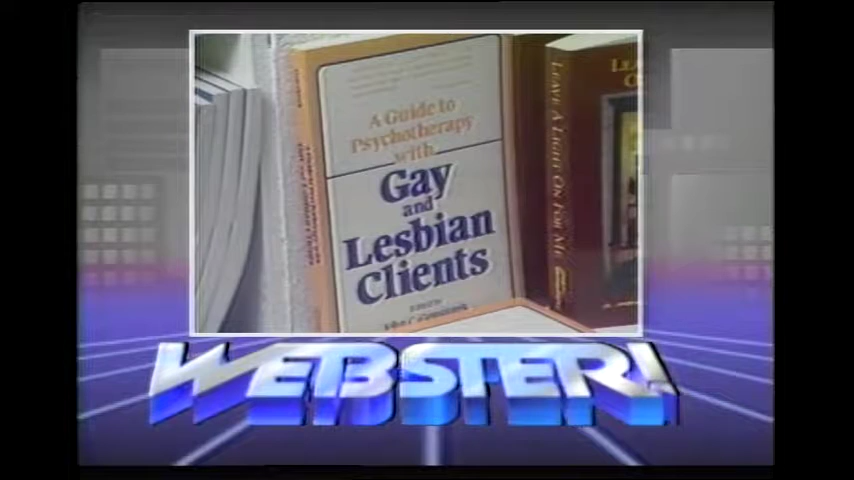 A Guide to
Psychotherapy
with
Gay
and
Lesbian
Clients
LEAVE A LIGHT ON FOR ME
WEBSTER!